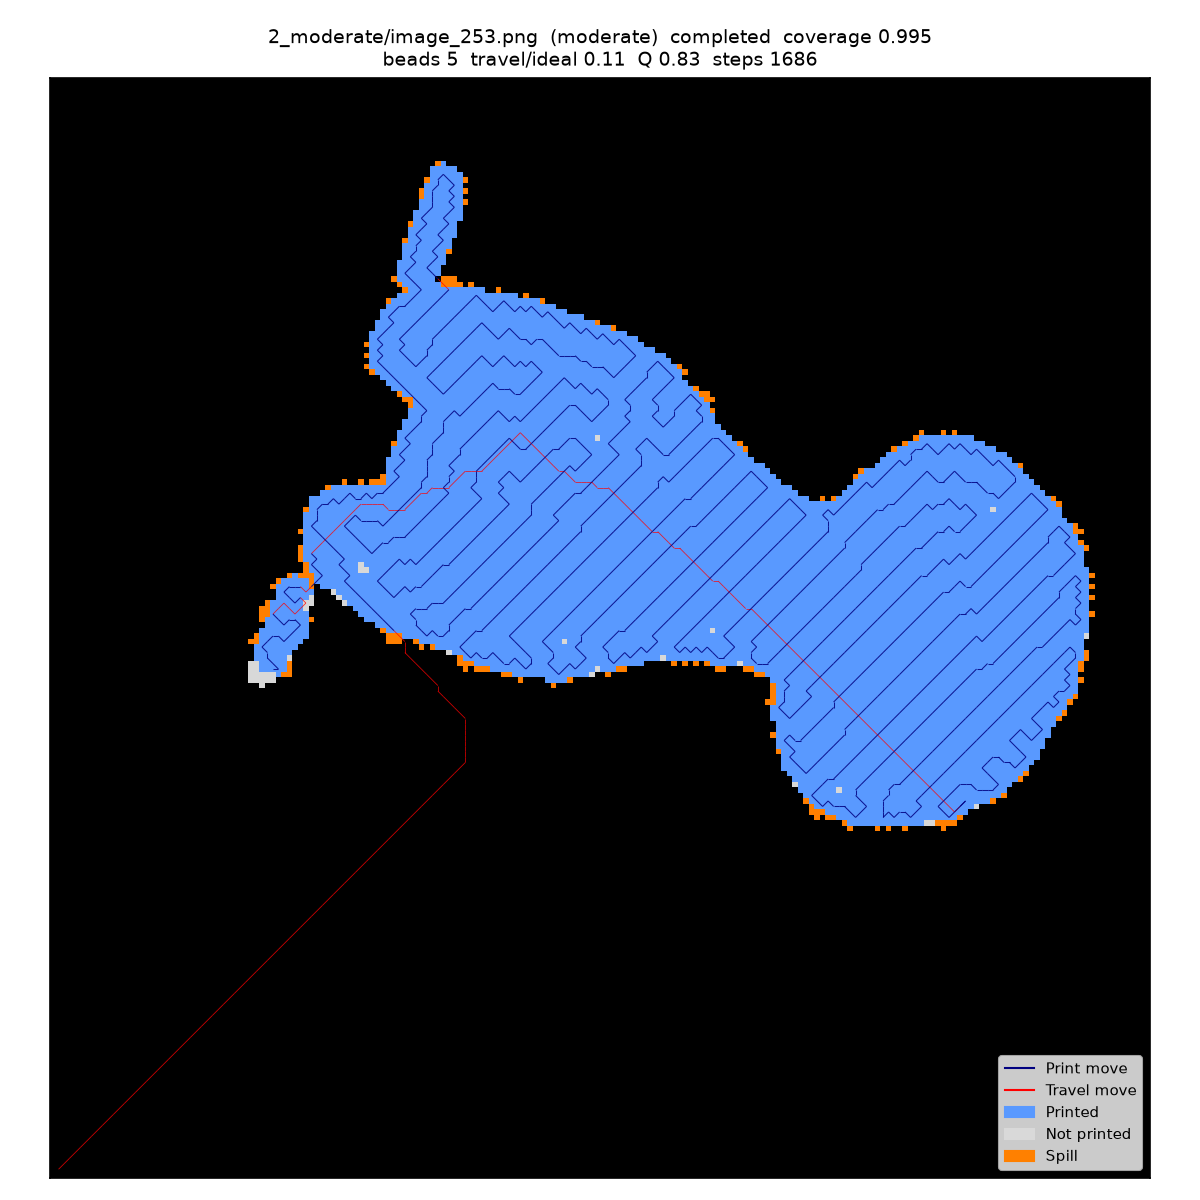 2_moderate/image_253.png  (moderate)  completed  coverage 0.995
beads 5  travel/ideal 0.11  Q 0.83  steps 1686
Print move
Travel move
Printed
Not printed
Spill